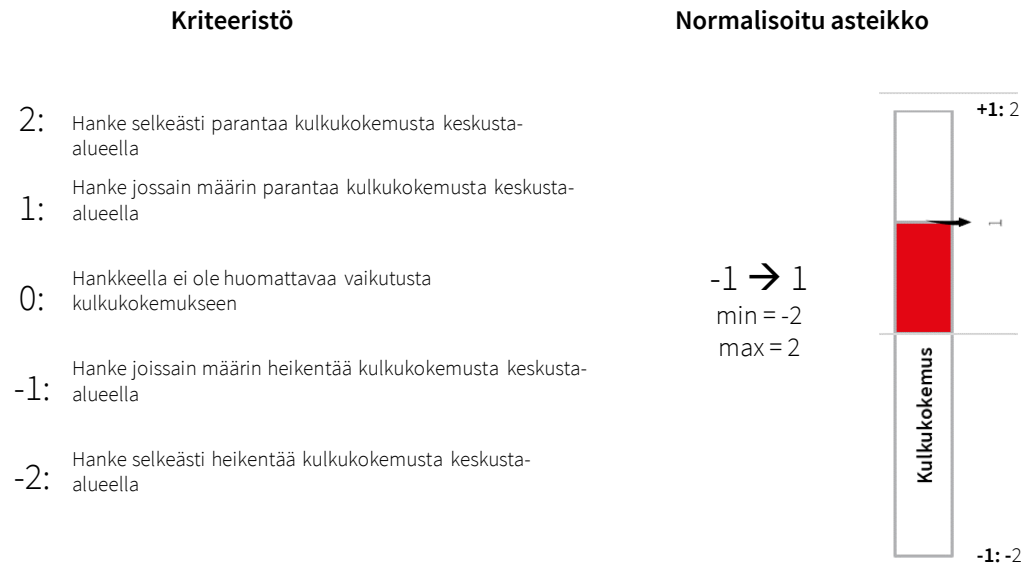 Kriteeristö
Normalisoitu asteikko
2: Hanke selkeästi parantaa kulkukokemusta keskusta-
alueella
1: Hanke jossain määrin parantaa kulkukokemusta keskusta-
alueella
0: Hankkeella ei ole huomattavaa vaikutusta
kulkukokemukseen
-1: Hanke joissain määrin heikentää kulkukokemusta keskusta-
alueella
-2: Hanke selkeästi heikentää kulkukokemusta keskusta-
alueella
-1 → 1
min = -2
max = 2
+1: 2
1
Kulkukokemus
-1: -2